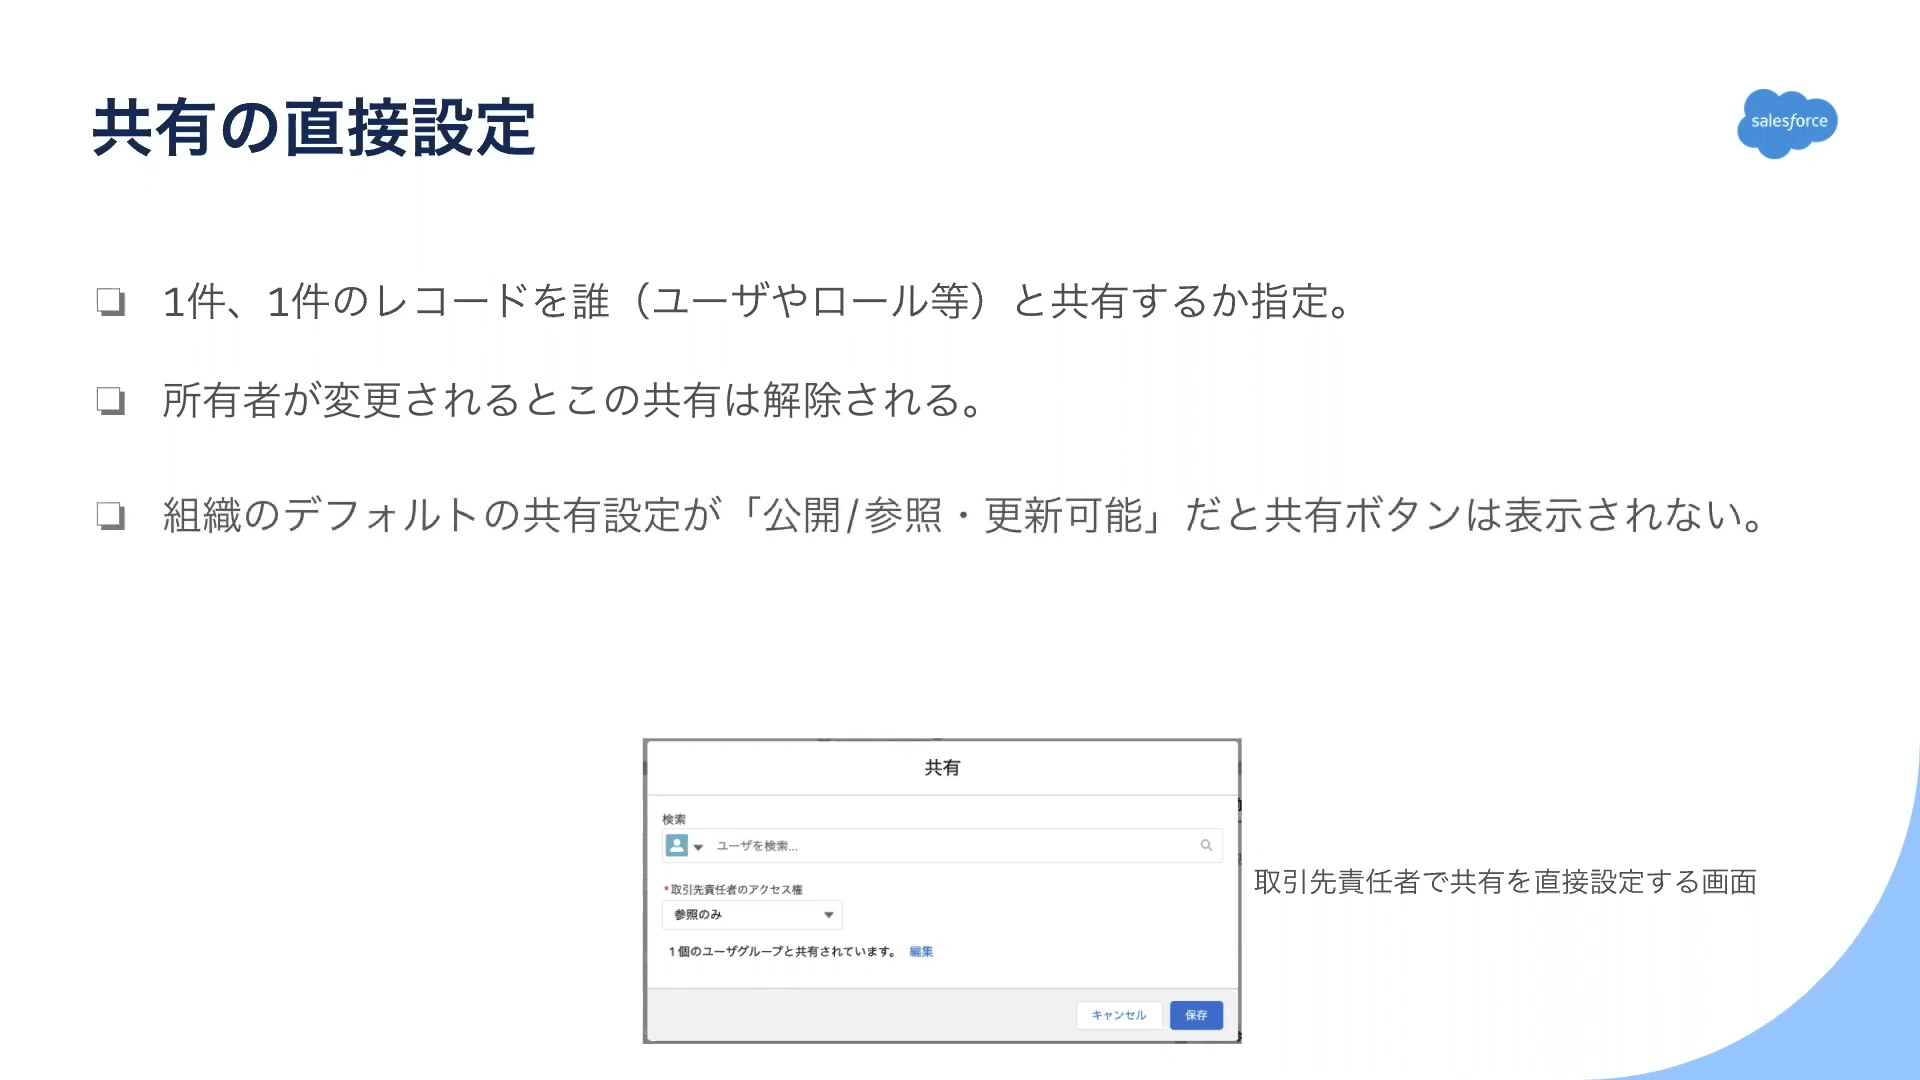 共有の直接設定
salesforce
1件、1件のレコードを誰（ユーザやロール等）と共有するか指定。
所有者が変更されるとこの共有は解除される。
組織のデフォルトの共有設定が「公開/参照・更新可能」だと共有ボタンは表示されない。
共有
検索
ユーザを検索...
*取引先責任者のアクセス権
参照のみ
1 個のユーザグループと共有されています。 編集
キャンセル 保存
取引先責任者で共有を直接設定する画面